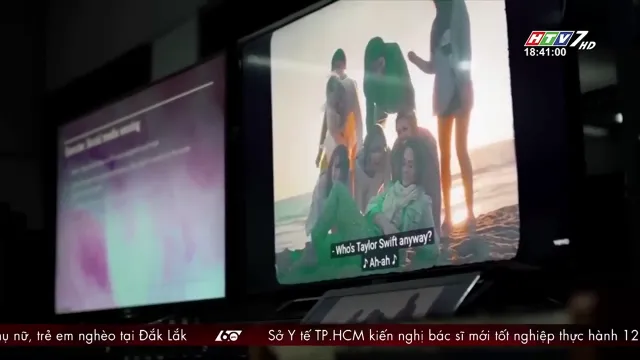 HTV7 HD
18:41:00
- Who's Taylor Swift anyway?
♪ Ah-ah ♪
nữ, trẻ em nghèo tại Đắk Lắk
60
Sở Y tế TP.HCM kiến nghị bác sĩ mới tốt nghiệp thực hành 12